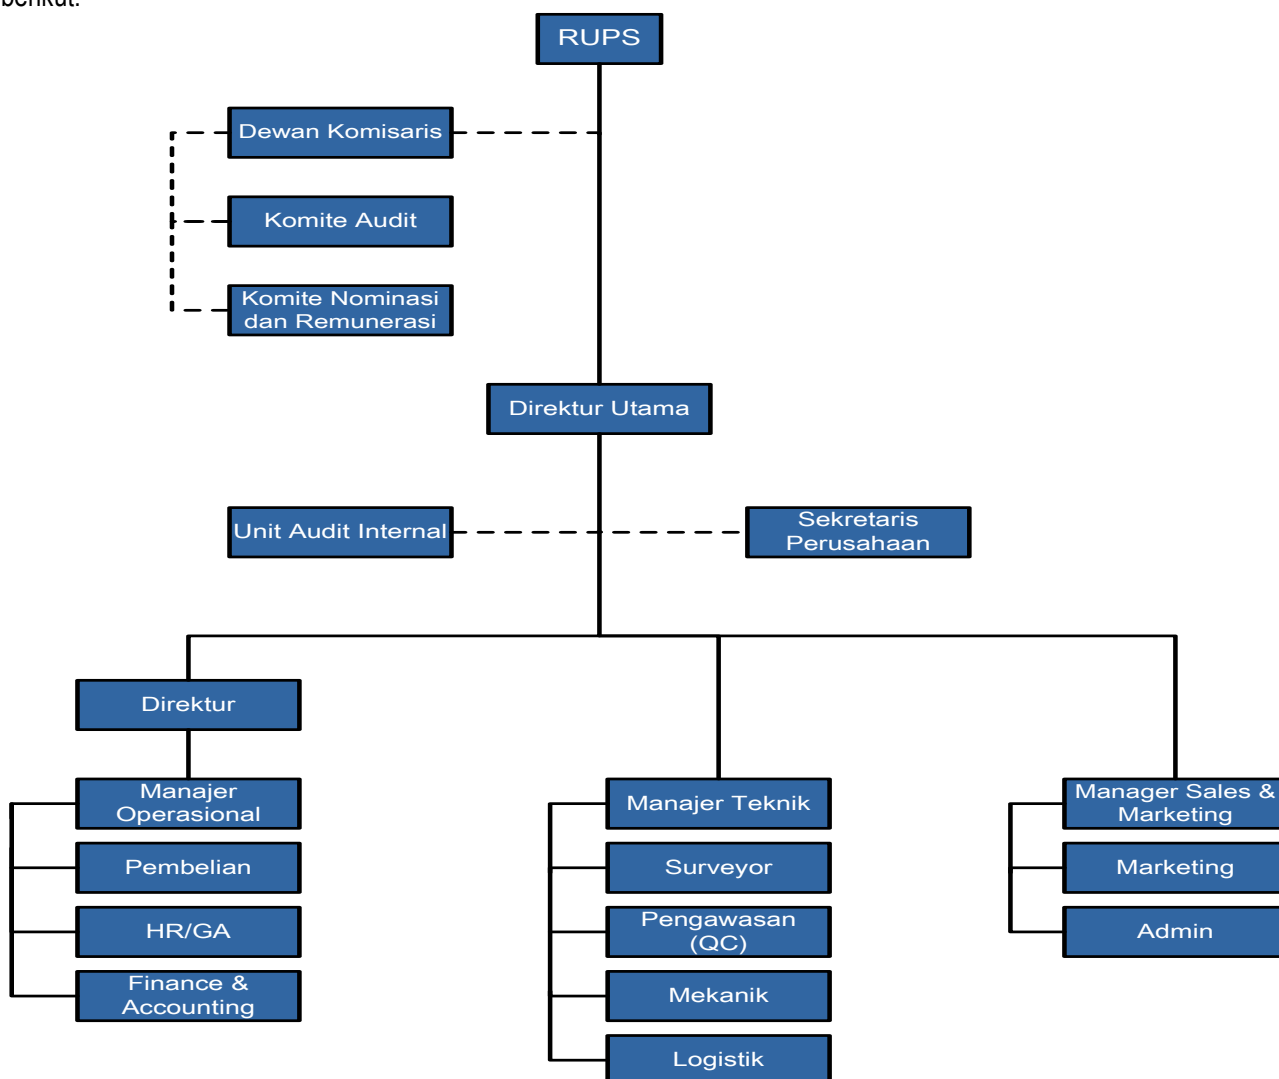 berikut:
RUPS
Dewan Komisaris
Komite Audit
Komite Nominasi
dan Remunerasi
Direktur Utama
Unit Audit Internal
Sekretaris
Perusahaan
Direktur
Manajer
Operasional
Pembelian
HR/GA
Finance &
Accounting
Manajer Teknik
Surveyor
Pengawasan
(QC)
Mekanik
Logistik
Manager Sales &
Marketing
Marketing
Admin